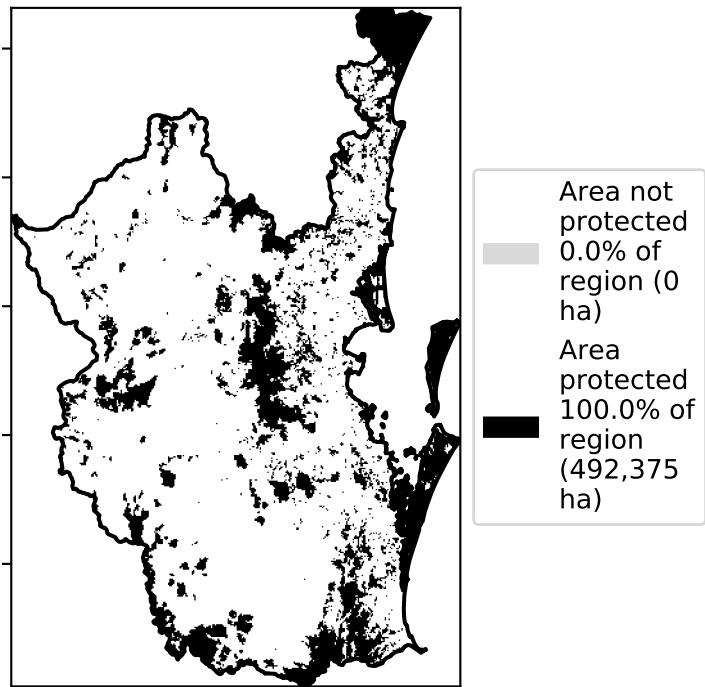 Area not
protected
0.0% of
region (0
ha)
Area
protected
100.0% of
region
(492,375
ha)